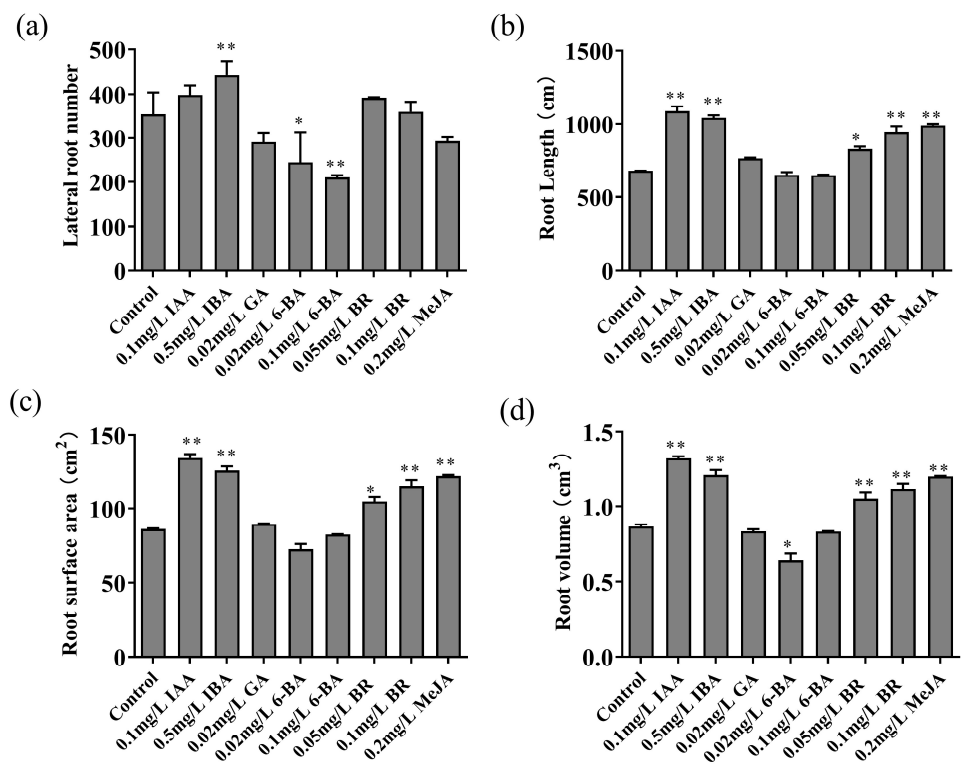 (a)
Lateral root number
500
400
300
200
100
0
**
*
**
Control
0.1mg/L IAA
0.5mg/L IBA
0.02mg/L GA
0.02mg/L 6-BA
0.1mg/L 6-BA
0.05mg/L BR
0.1mg/L BR
0.2mg/L MeJA
(b)
Root Length (cm)
1500
1000
500
0
**
**
*
**
**
Control
0.1mg/L IAA
0.5mg/L IBA
0.02mg/L GA
0.02mg/L 6-BA
0.1mg/L 6-BA
0.05mg/L BR
0.1mg/L BR
0.2mg/L MeJA
(c)
Root surface area (cm²)
150
100
50
0
**
**
*
**
**
Control
0.1mg/L IAA
0.5mg/L IBA
0.02mg/L GA
0.02mg/L 6-BA
0.1mg/L 6-BA
0.05mg/L BR
0.1mg/L BR
0.2mg/L MeJA
(d)
Root volume (cm³)
1.5
1.0
0.5
0.0
**
**
*
**
**
**
Control
0.1mg/L IAA
0.5mg/L IBA
0.02mg/L GA
0.02mg/L 6-BA
0.1mg/L 6-BA
0.05mg/L BR
0.1mg/L BR
0.2mg/L MeJA